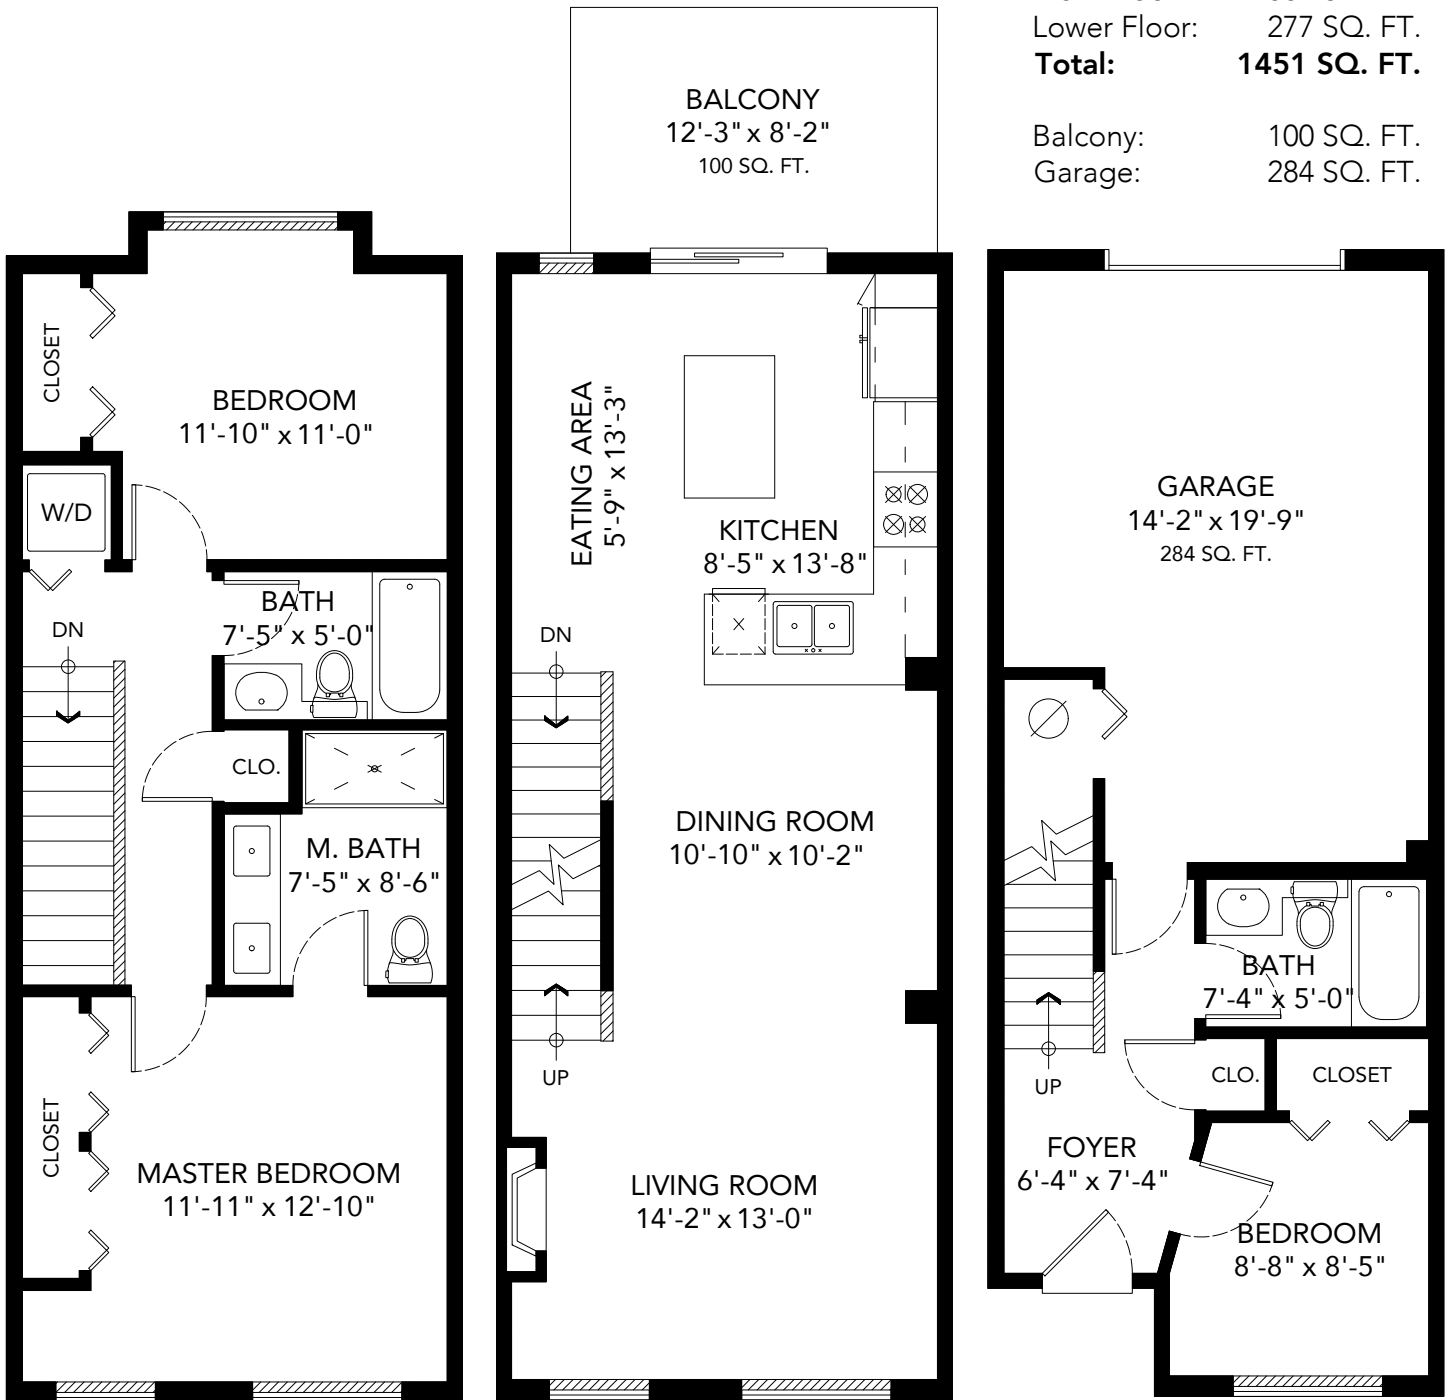 Lower Floor: 277 SQ. FT.
Total: 1451 SQ. FT.
Balcony: 100 SQ. FT.
Garage: 284 SQ. FT.
BALCONY
12'-3" x 8'-2"
100 SQ. FT.
CLOSET
BEDROOM
11'-10" x 11'-0"
W/D
BATH
7'-5" x 5'-0"
DN
CLO.
M. BATH
7'-5" x 8'-6"
CLOSET
MASTER BEDROOM
11'-11" x 12'-10"
EATING AREA
5'-9" x 13'-3"
KITCHEN
8'-5" x 13'-8"
DN
DINING ROOM
10'-10" x 10'-2"
UP
LIVING ROOM
14'-2" x 13'-0"
GARAGE
14'-2" x 19'-9"
284 SQ. FT.
BATH
7'-4" x 5'-0"
UP
CLO.
CLOSET
FOYER
6'-4" x 7'-4"
BEDROOM
8'-8" x 8'-5"